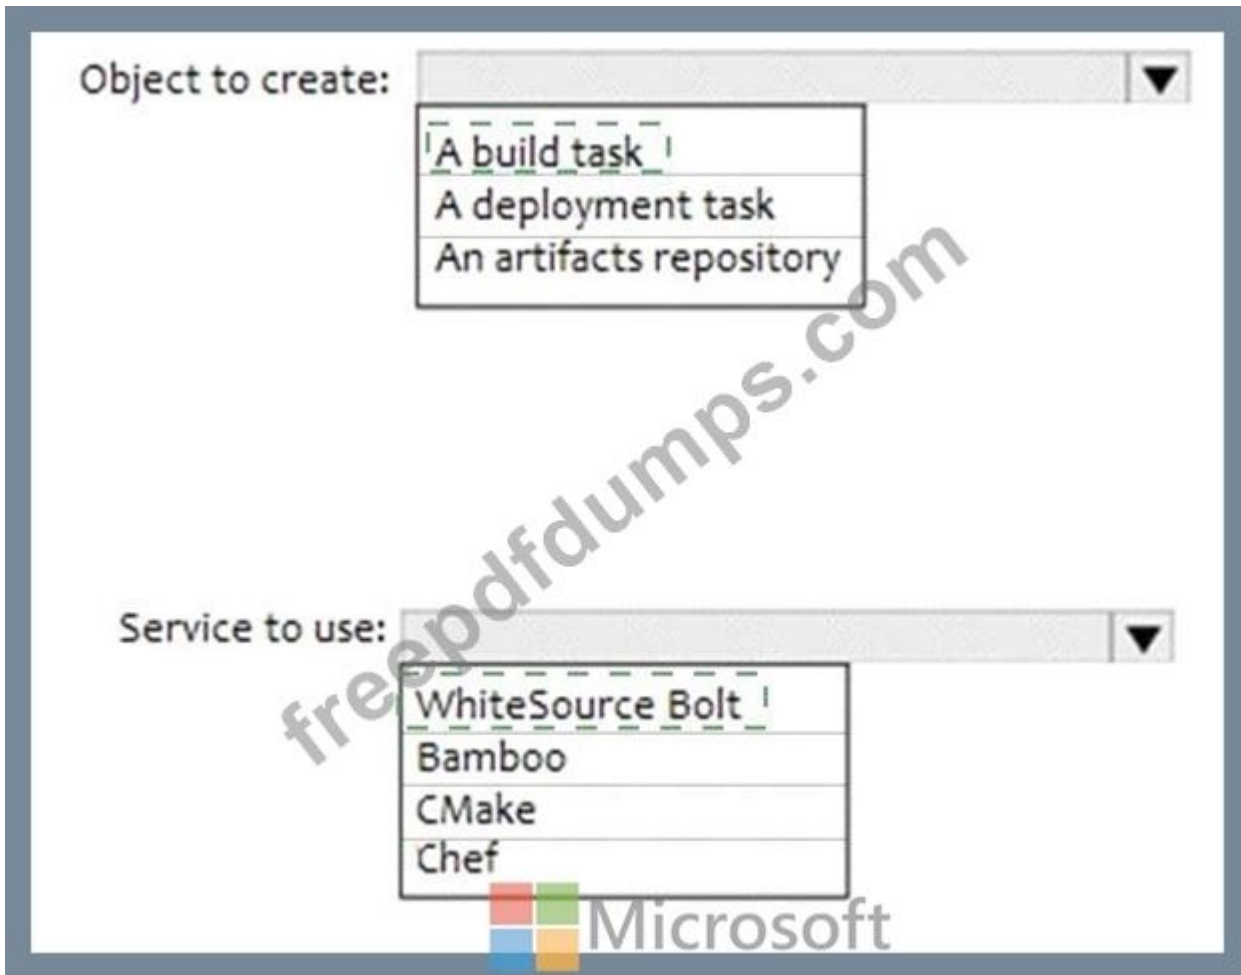 Object to create:
A build task
A deployment task
An artifacts repository
freepdfdumps.com
Service to use:
WhiteSource Bolt
Bamboo
CMake
Chef
Microsoft